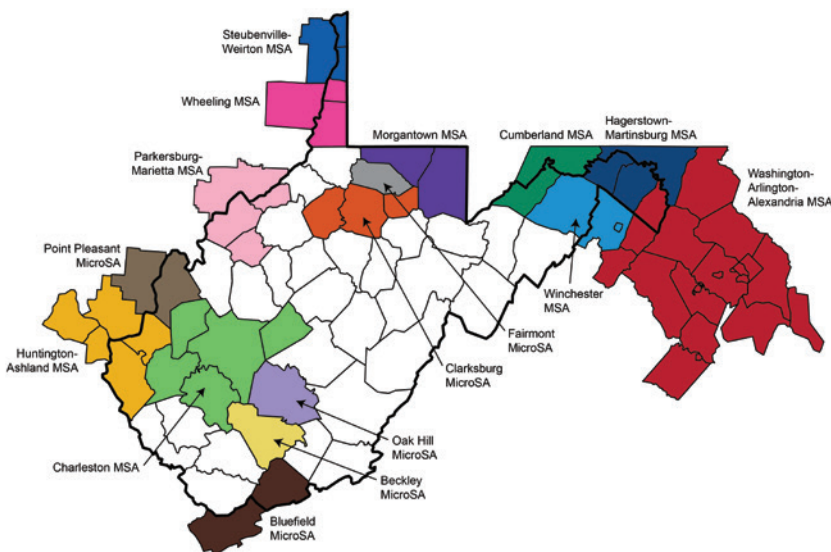 Steubenville-
Weirton MSA
Wheeling MSA
Morgantown MSA
Cumberland MSA
Hagerstown-
Martinsburg MSA
Parkersburg-
Marietta MSA
Washington-
Arlington-
Alexandria MSA
Point Pleasant
MicroSA
Winchester
MSA
Fairmont
MicroSA
Huntington-
Ashland MSA
Clarksburg
MicroSA
Oak Hill
MicroSA
Charleston MSA
Beckley
MicroSA
Bluefield
MicroSA